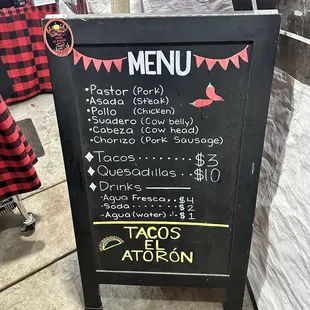 MENU
•Pastor (Pork)
•Asada (Steak)
•Pollo (Chicken)
•Suadero (Cow belly)
•Cabeza (Cow head)
•Chorizo (Pork Sausage)
♦Tacos........$3
♦Quesadillas..$10
♦Drinks
•Agua Fresca..$4
•Soda........$2
•Agua(water)..$1
TACOS
EL
ATORÓN